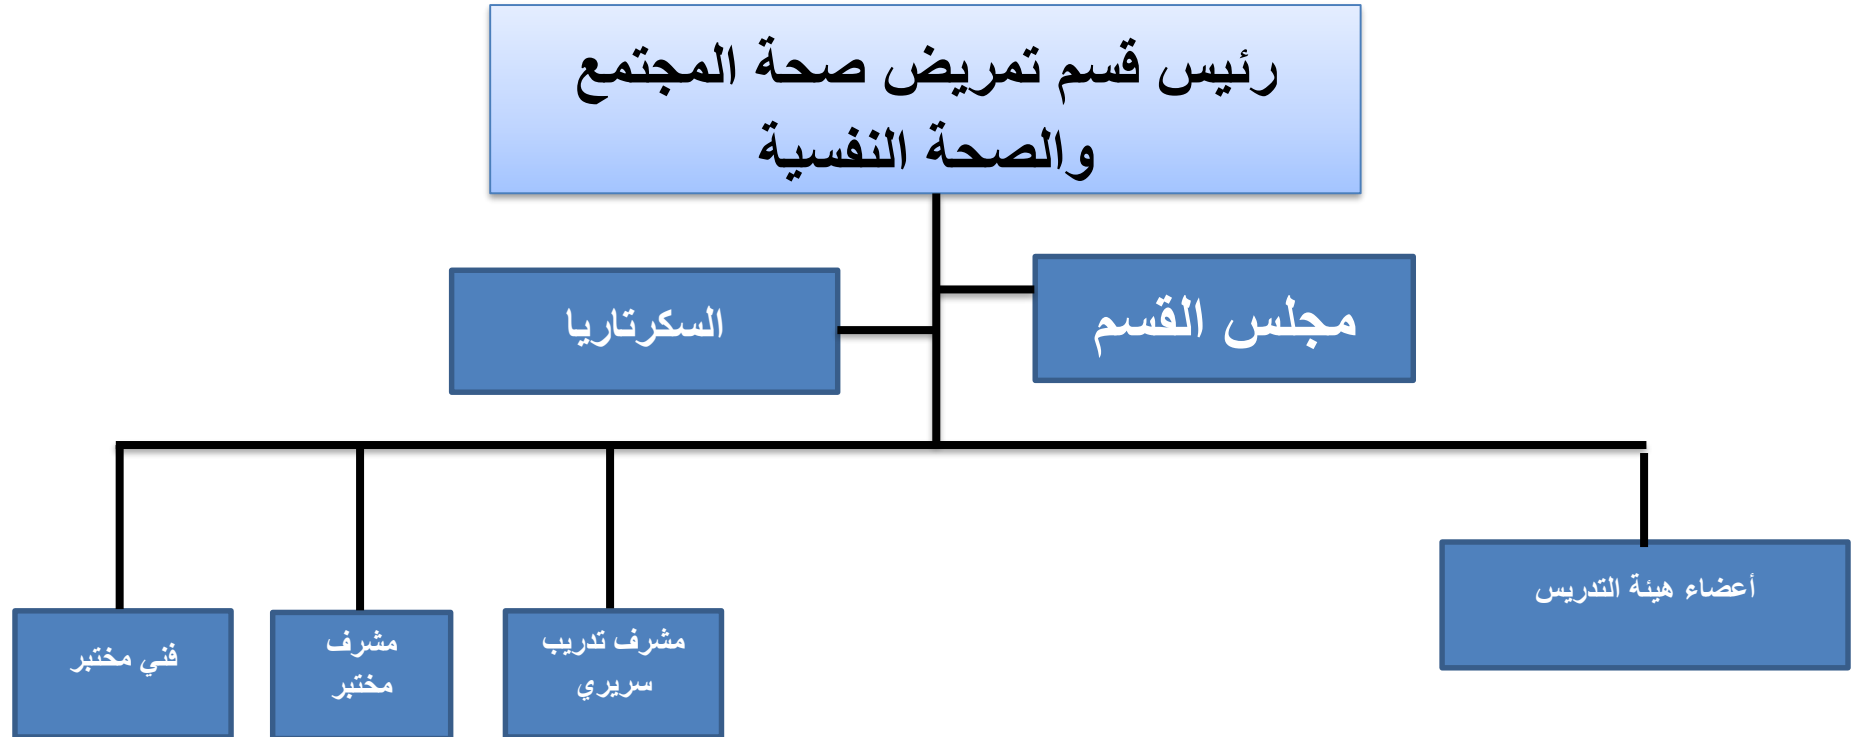 رئيس قسم تمريض صحة المجتمع
والصحة النفسية
مجلس القسم
السكرتاريا
أعضاء هيئة التدريس
مشرف تدريب
سريري
مشرف
مختبر
فني مختبر